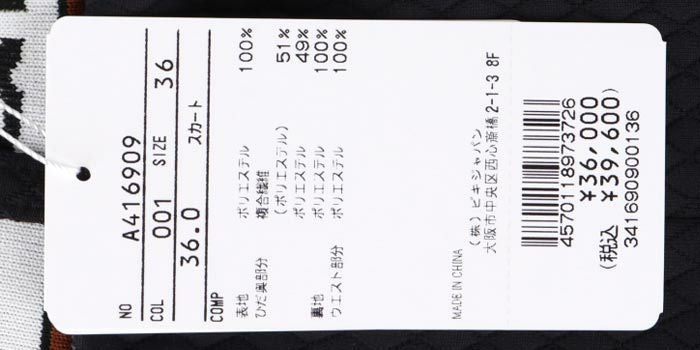 NO A416909
COL 001 SIZE 36
36.0 スカート
COMP
表地 ポリエステル 100%
ひだ奥部分 複合繊維
(ポリエステル) 51%
ポリエステル 49%
裏地 ポリエステル 100%
ウエスト部分 ポリエステル 100%
MADE IN CHINA
(株)ビキジャパン
大阪市中央区西心斎橋2-1-3 8F
4570118973726
¥36,000
(税込 ¥39,600)
341690900136